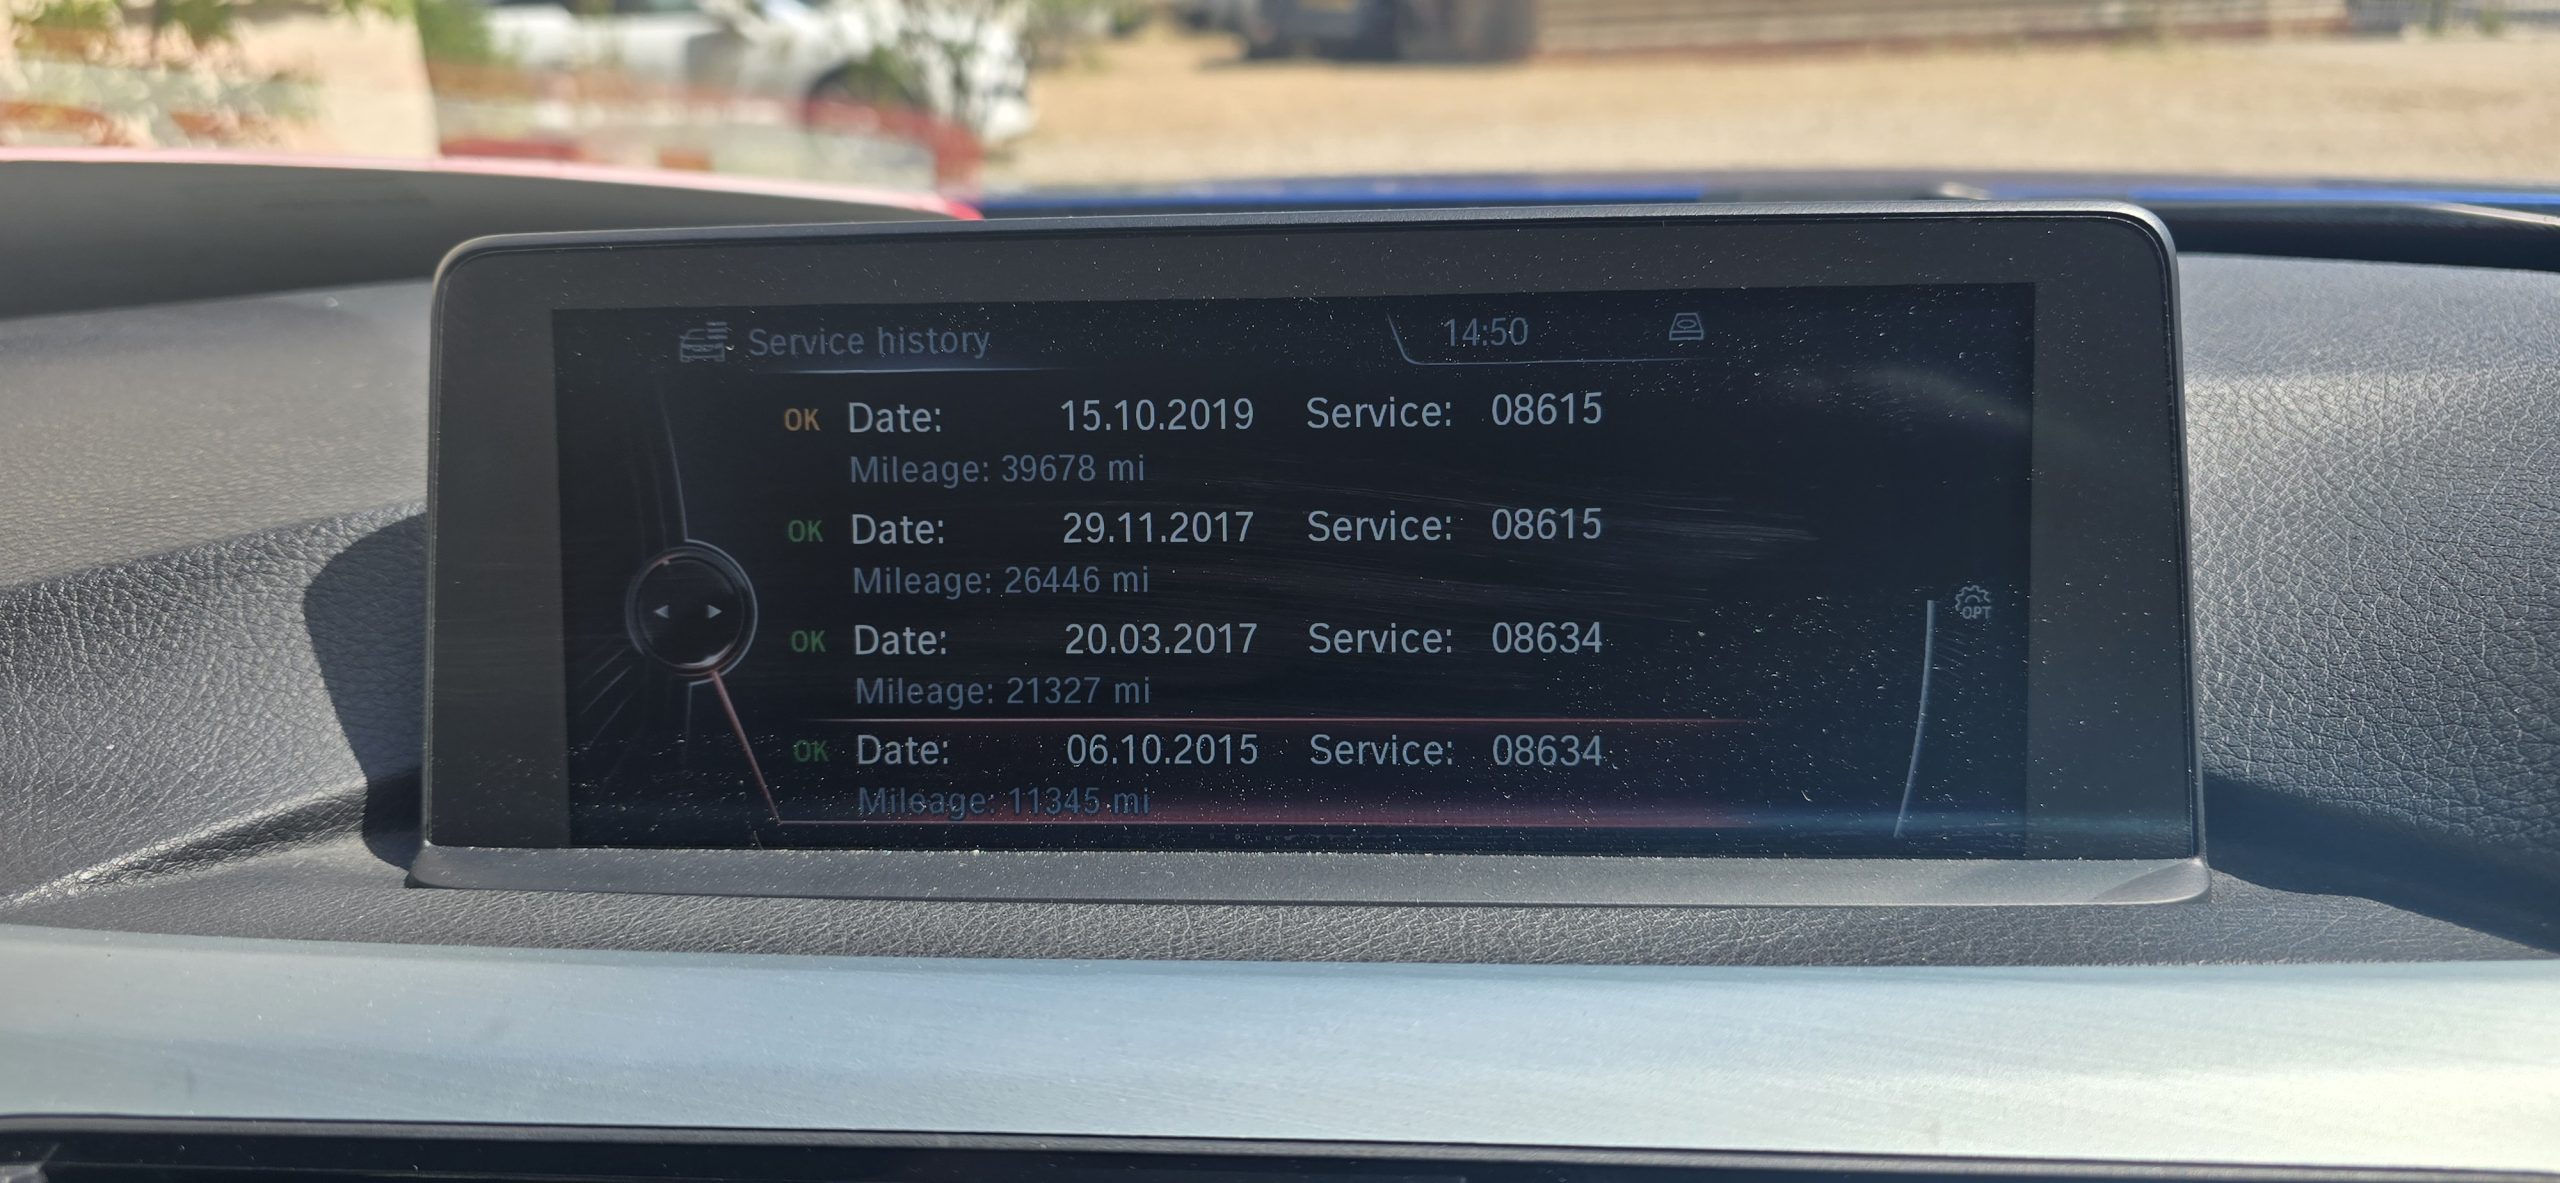 Service history 14:50
OK Date: 15.10.2019 Service: 08615
Mileage: 39678 mi
OK Date: 29.11.2017 Service: 08615
Mileage: 26446 mi
OPT
OK Date: 20.03.2017 Service: 08634
Mileage: 21327 mi
OK Date: 06.10.2015 Service: 08634
Mileage: 11345 mi